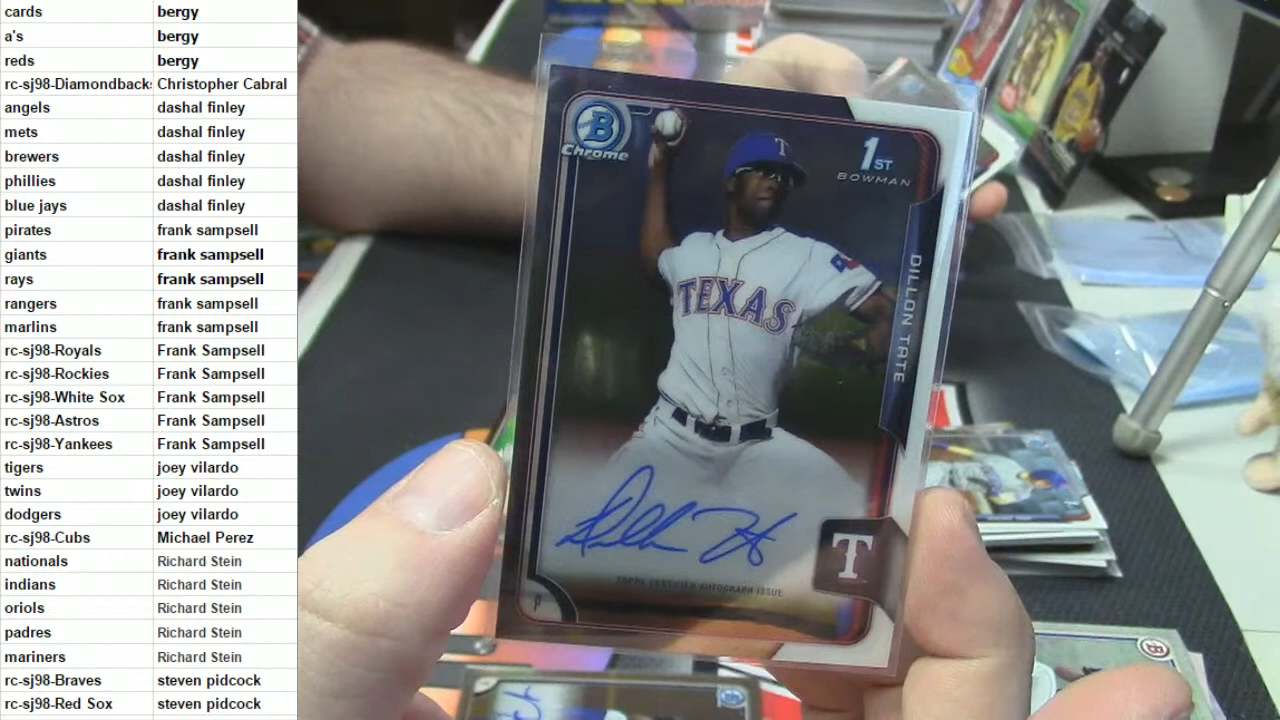 cards bergy
a's bergy
reds bergy
rc-sj98-Diamondbacks Christopher Cabral
angels dashal finley
mets dashal finley
brewers dashal finley
phillies dashal finley
blue jays dashal finley
pirates frank sampsell
giants frank sampsell
rays frank sampsell
rangers frank sampsell
marlins frank sampsell
rc-sj98-Royals Frank Sampsell
rc-sj98-Rockies Frank Sampsell
rc-sj98-White Sox Frank Sampsell
rc-sj98-Astros Frank Sampsell
rc-sj98-Yankees Frank Sampsell
tigers joey vilardo
twins joey vilardo
dodgers joey vilardo
rc-sj98-Cubs Michael Perez
nationals Richard Stein
indians Richard Stein
oriols Richard Stein
padres Richard Stein
mariners Richard Stein
rc-sj98-Braves steven pidcock
rc-sj98-Red Sox steven pidcock
B
Chrome
1ST
BOWMAN
T
TEXAS
DILLON TATE
T
TOPPS CERTIFIED AUTOGRAPH ISSUE
P
B